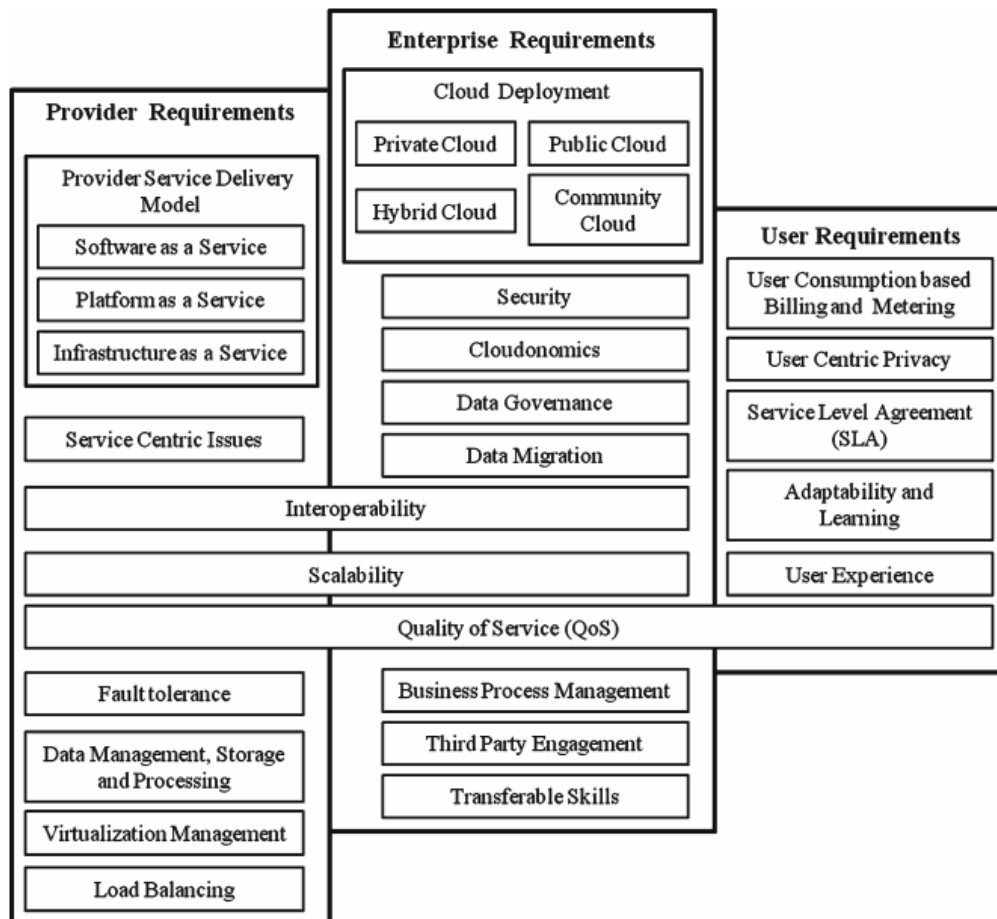 Enterprise Requirements
Cloud Deployment
Private Cloud
Public Cloud
Hybrid Cloud
Community
Cloud
Security
Cloudonomics
Data Governance
Data Migration
Provider Requirements
Provider Service Delivery
Model
Software as a Service
Platform as a Service
Infrastructure as a Service
Service Centric Issues
User Requirements
User Consumption based
Billing and Metering
User Centric Privacy
Service Level Agreement
(SLA)
Adaptability and
Learning
User Experience
Interoperability
Scalability
Quality of Service (QoS)
Fault tolerance
Data Management, Storage
and Processing
Virtualization Management
Load Balancing
Business Process Management
Third Party Engagement
Transferable Skills